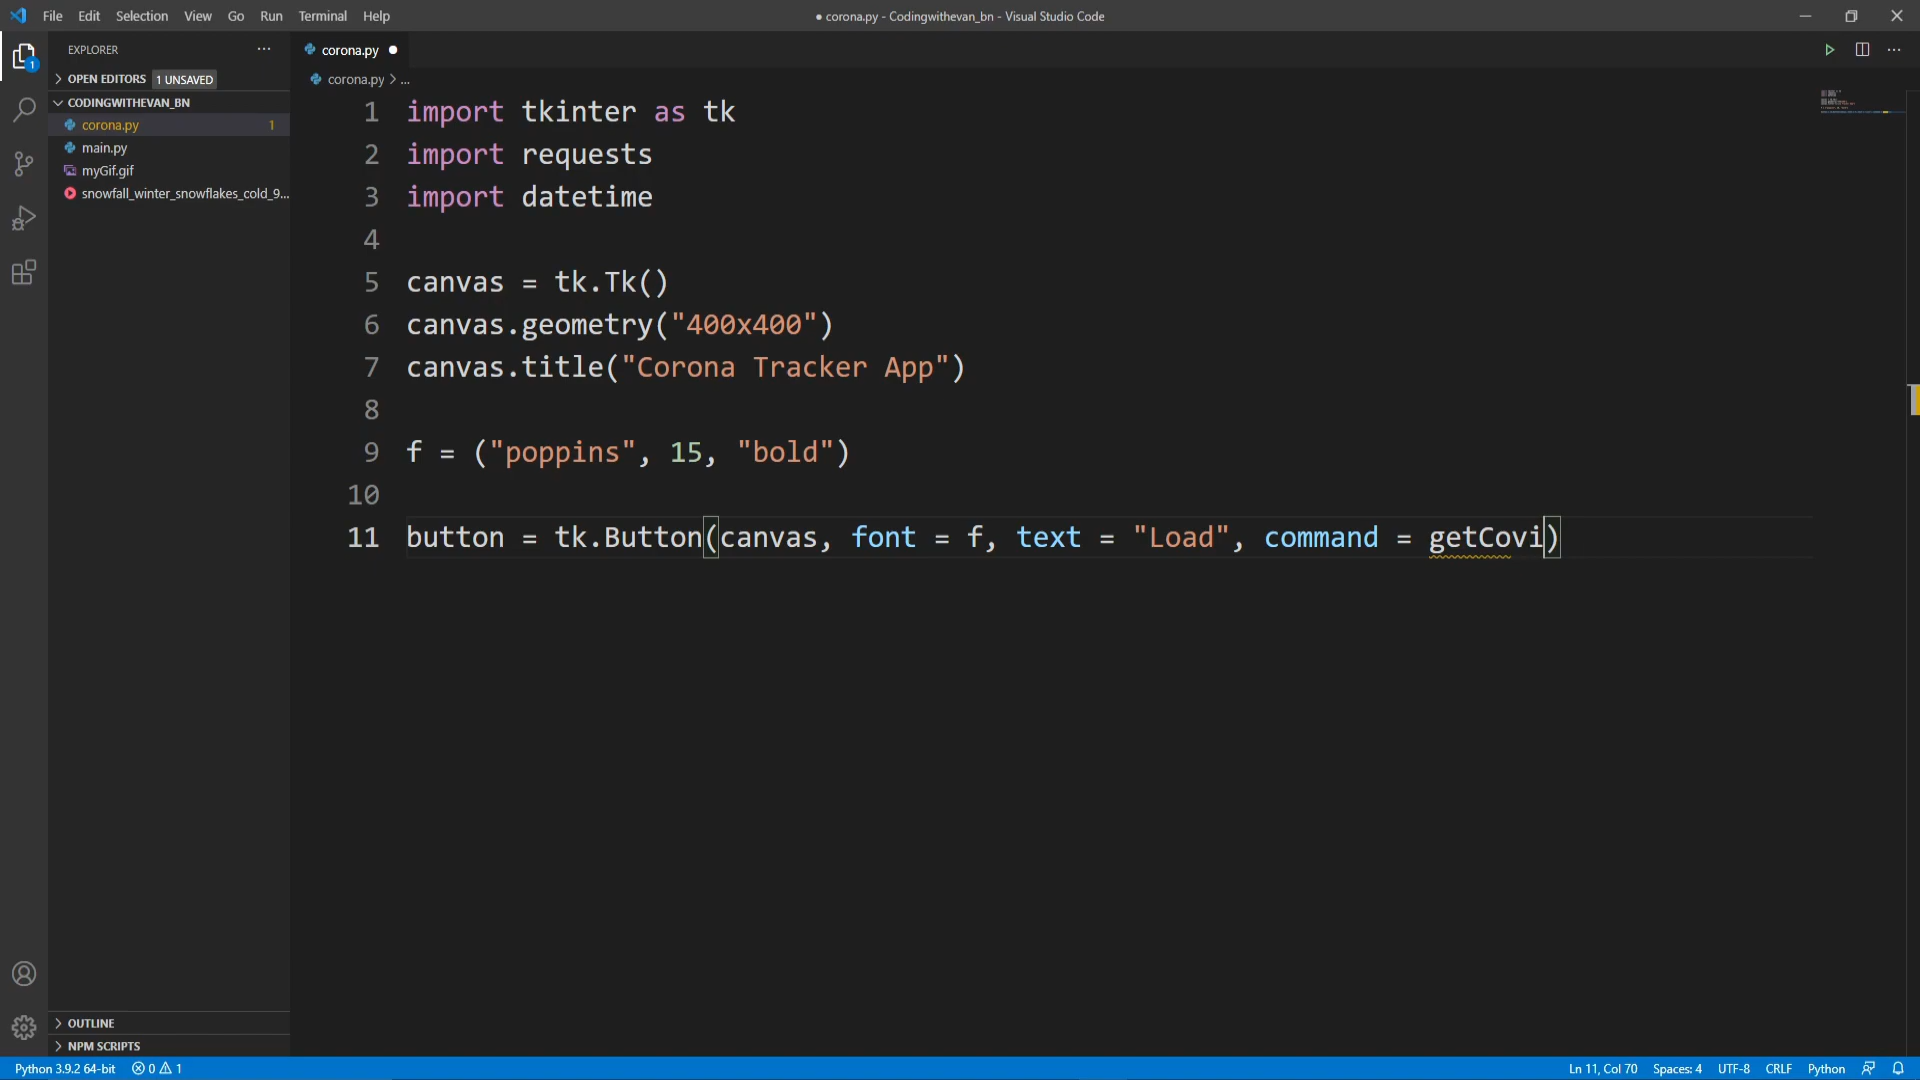 File Edit Selection View Go Run Terminal Help
● corona.py - Codingwithevan_bn - Visual Studio Code
EXPLORER
OPEN EDITORS 1 UNSAVED
CODINGWITHEVAN_BN
corona.py 1
main.py
myGif.gif
snowfall_winter_snowflakes_cold_9...
OUTLINE
NPM SCRIPTS
1
corona.py ●
corona.py > ...
1 import tkinter as tk
2 import requests
3 import datetime
4
5 canvas = tk.Tk()
6 canvas.geometry("400x400")
7 canvas.title("Corona Tracker App")
8
9 f = ("poppins", 15, "bold")
10
11 button = tk.Button(canvas, font = f, text = "Load", command = getCovi)
Python 3.9.2 64-bit 0 1
Ln 11, Col 70 Spaces: 4 UTF-8 CRLF Python